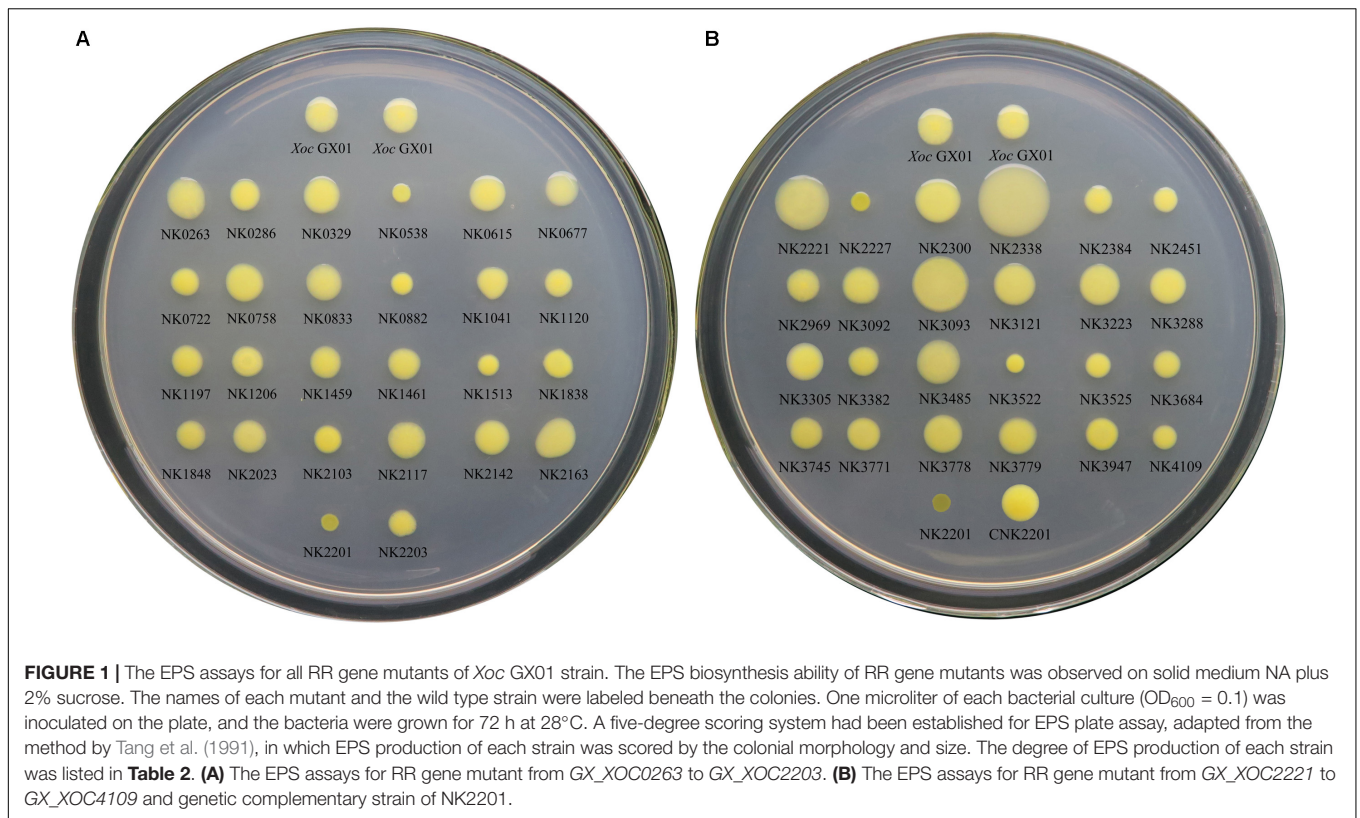 A
B
Xoc GX01 Xoc GX01
Xoc GX01 Xoc GX01
NK0263 NK0286 NK0329 NK0538 NK0615 NK0677
NK0722 NK0758 NK0833 NK0882 NK1041 NK1120
NK1197 NK1206 NK1459 NK1461 NK1513 NK1838
NK1848 NK2023 NK2103 NK2117 NK2142 NK2163
NK2201 NK2203
NK2221 NK2227 NK2300 NK2338 NK2384 NK2451
NK2969 NK3092 NK3093 NK3121 NK3223 NK3288
NK3305 NK3382 NK3485 NK3522 NK3525 NK3684
NK3745 NK3771 NK3778 NK3779 NK3947 NK4109
NK2201 CNK2201
FIGURE 1 | The EPS assays for all RR gene mutants of Xoc GX01 strain. The EPS biosynthesis ability of RR gene mutants was observed on solid medium NA plus
2% sucrose. The names of each mutant and the wild type strain were labeled beneath the colonies. One microliter of each bacterial culture (OD600 = 0.1) was
inoculated on the plate, and the bacteria were grown for 72 h at 28°C. A five-degree scoring system had been established for EPS plate assay, adapted from the
method by Tang et al. (1991), in which EPS production of each strain was scored by the colonial morphology and size. The degree of EPS production of each strain
was listed in Table 2. (A) The EPS assays for RR gene mutant from GX_XOC0263 to GX_XOC2203. (B) The EPS assays for RR gene mutant from GX_XOC2221 to
GX_XOC4109 and genetic complementary strain of NK2201.